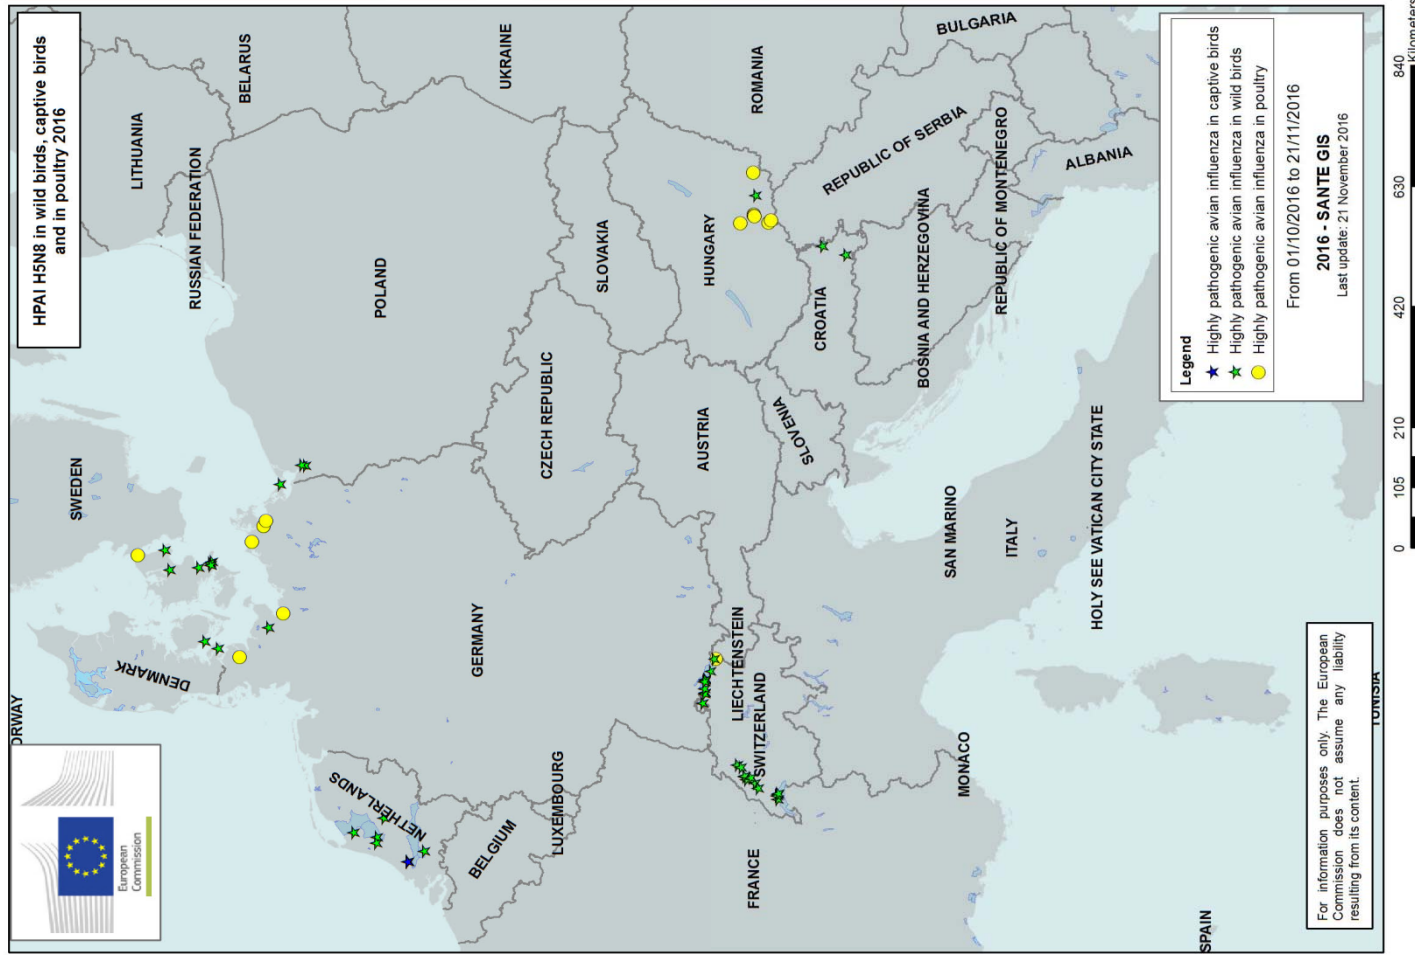 HPAI H5N8 in wild birds, captive birds
and in poultry 2016
European
Commission
ORWAY
SWEDEN
DENMARK
LITHUANIA
RUSSIAN FEDERATION
BELARUS
NETHERLANDS
POLAND
GERMANY
BELGIUM
LUXEMBOURG
CZECH REPUBLIC
UKRAINE
SLOVAKIA
FRANCE
LIECHTENSTEIN
SWITZERLAND
AUSTRIA
HUNGARY
ROMANIA
SLOVENIA
CROATIA
BOSNIA AND HERZEGOVINA
REPUBLIC OF SERBIA
REPUBLIC OF MONTENEGRO
BULGARIA
ALBANIA
MONACO
SAN MARINO
ITALY
HOLY SEE VATICAN CITY STATE
SPAIN
TUNISIA
Legend
Highly pathogenic avian influenza in captive birds
Highly pathogenic avian influenza in wild birds
Highly pathogenic avian influenza in poultry
From 01/10/2016 to 21/11/2016
2016 - SANTE GIS
Last update: 21 November 2016
For information purposes only. The European
Commission does not assume any liability
resulting from its content.
0 105 210 420 630 840
Kilometers